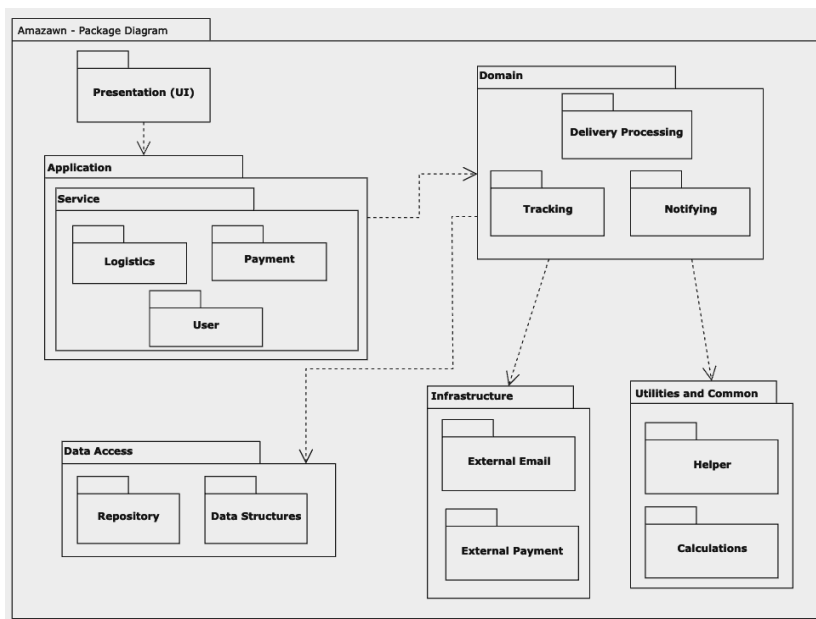 Amazawn - Package Diagram
Presentation (UI)
Domain
Delivery Processing
Tracking
Notifying
Application
Service
Logistics
Payment
User
Infrastructure
External Email
External Payment
Utilities and Common
Helper
Calculations
Data Access
Repository
Data Structures